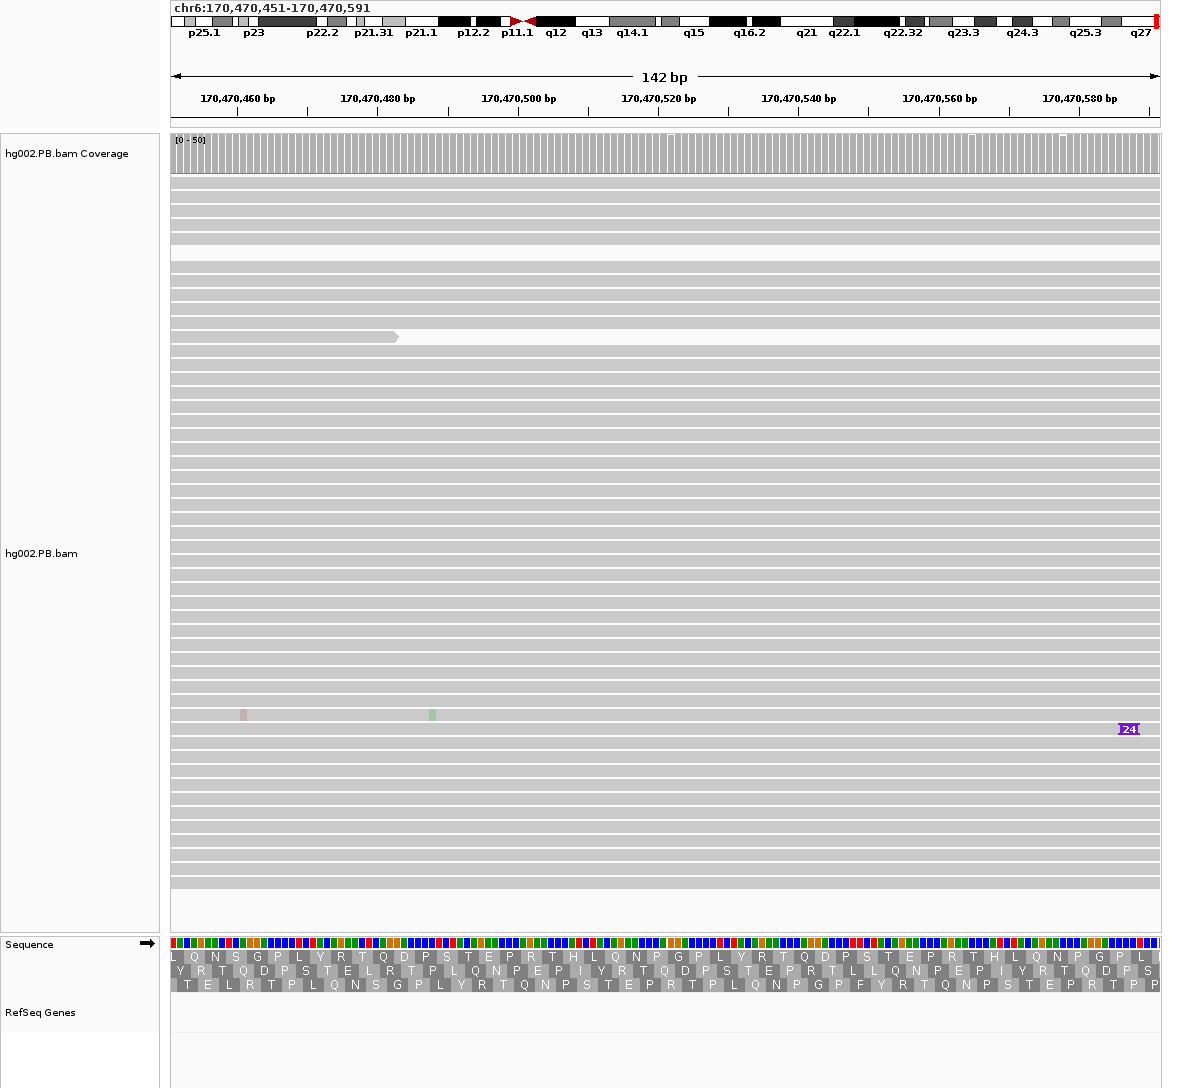 chr6:170,470,451-170,470,591
p25.1 p23 p22.2 p21.31 p21.1 p12.2 p11.1 q12 q13 q14.1 q15 q16.2 q21 q22.1 q22.32 q23.3 q24.3 q25.3 q27
142 bp
170,470,460 bp 170,470,480 bp 170,470,500 bp 170,470,520 bp 170,470,540 bp 170,470,560 bp 170,470,580 bp
[0 - 50]
hg002.PB.bam Coverage
hg002.PB.bam
24
Sequence
L Q N S G P L Y R T Q D P S T E P R T H L Q N P G P L Y R T Q D P S T E P R T H L Q N P G P L
Y R T Q D P S T E L R T P L Q N P E P I Y R T Q D P S T E P R T L L Q N P E P I Y R T Q D P S
T E L R T P L Q N S G P L Y R T Q N P S T E P R T P L Q N P G P F Y R T Q N P S T E P R T P P
RefSeq Genes